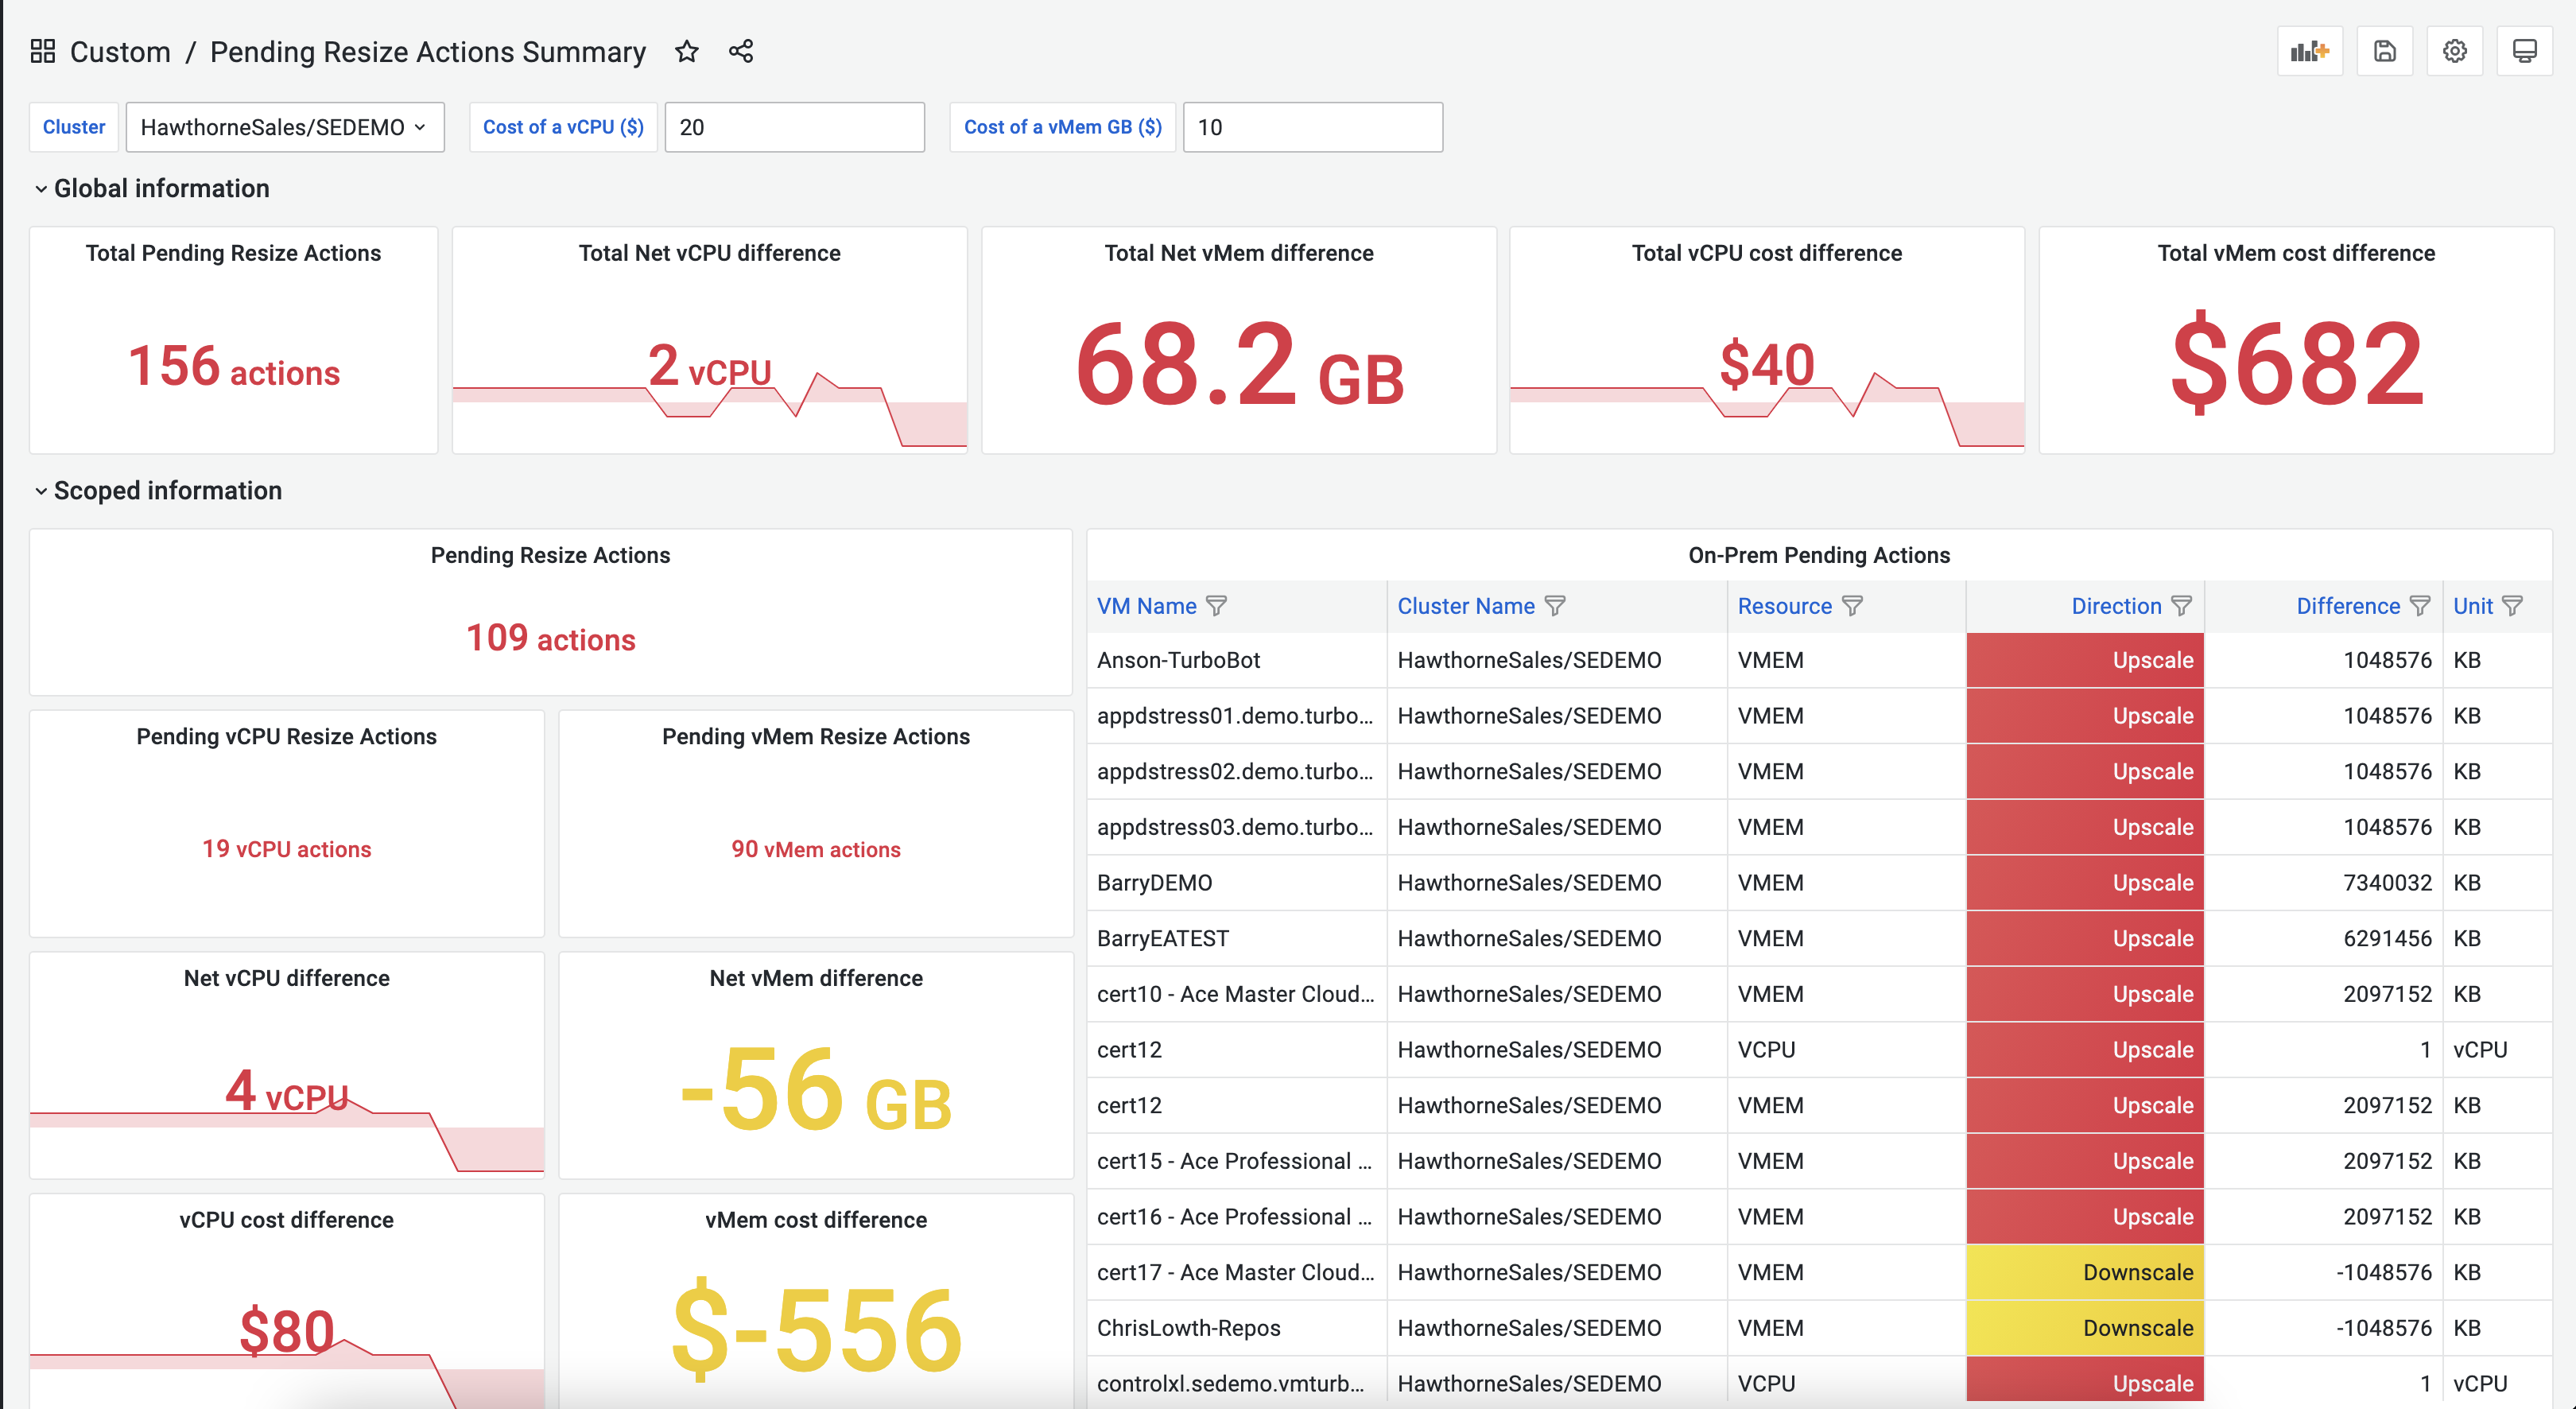 Custom / Pending Resize Actions Summary
Cluster HawthorneSales/SEDEMO Cost of a vCPU ($) 20 Cost of a vMem GB ($) 10
Global information
Total Pending Resize Actions
156 actions
Total Net vCPU difference
2 vCPU
Total Net vMem difference
68.2 GB
Total vCPU cost difference
$40
Total vMem cost difference
$682
Scoped information
Pending Resize Actions
109 actions
Pending vCPU Resize Actions
19 vCPU actions
Pending vMem Resize Actions
90 vMem actions
Net vCPU difference
4 vCPU
Net vMem difference
-56 GB
vCPU cost difference
$80
vMem cost difference
$-556
On-Prem Pending Actions
VM Name Cluster Name Resource Direction Difference Unit
Anson-TurboBot HawthorneSales/SEDEMO VMEM Upscale 1048576 KB
appdstress01.demo.turbo... HawthorneSales/SEDEMO VMEM Upscale 1048576 KB
appdstress02.demo.turbo... HawthorneSales/SEDEMO VMEM Upscale 1048576 KB
appdstress03.demo.turbo... HawthorneSales/SEDEMO VMEM Upscale 1048576 KB
BarryDEMO HawthorneSales/SEDEMO VMEM Upscale 7340032 KB
BarryEATEST HawthorneSales/SEDEMO VMEM Upscale 6291456 KB
cert10 - Ace Master Cloud... HawthorneSales/SEDEMO VMEM Upscale 2097152 KB
cert12 HawthorneSales/SEDEMO VCPU Upscale 1 vCPU
cert12 HawthorneSales/SEDEMO VMEM Upscale 2097152 KB
cert15 - Ace Professional ... HawthorneSales/SEDEMO VMEM Upscale 2097152 KB
cert16 - Ace Professional ... HawthorneSales/SEDEMO VMEM Upscale 2097152 KB
cert17 - Ace Master Cloud... HawthorneSales/SEDEMO VMEM Downscale -1048576 KB
ChrisLowth-Repos HawthorneSales/SEDEMO VMEM Downscale -1048576 KB
controlxl.sedemo.vmturb... HawthorneSales/SEDEMO VCPU Upscale 1 vCPU